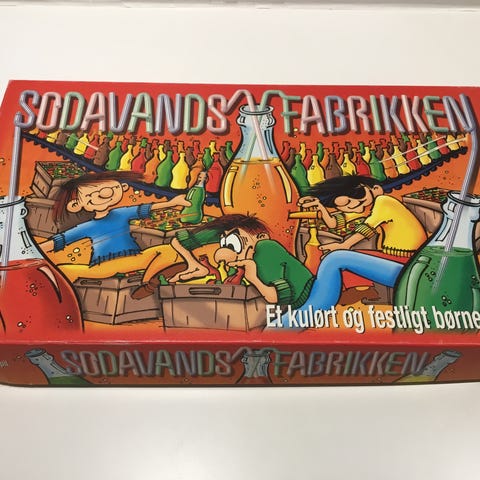 SODAVANDS FABRIKKEN
Et kulørt og festligt børne
SODAVANDS FABRIKKEN